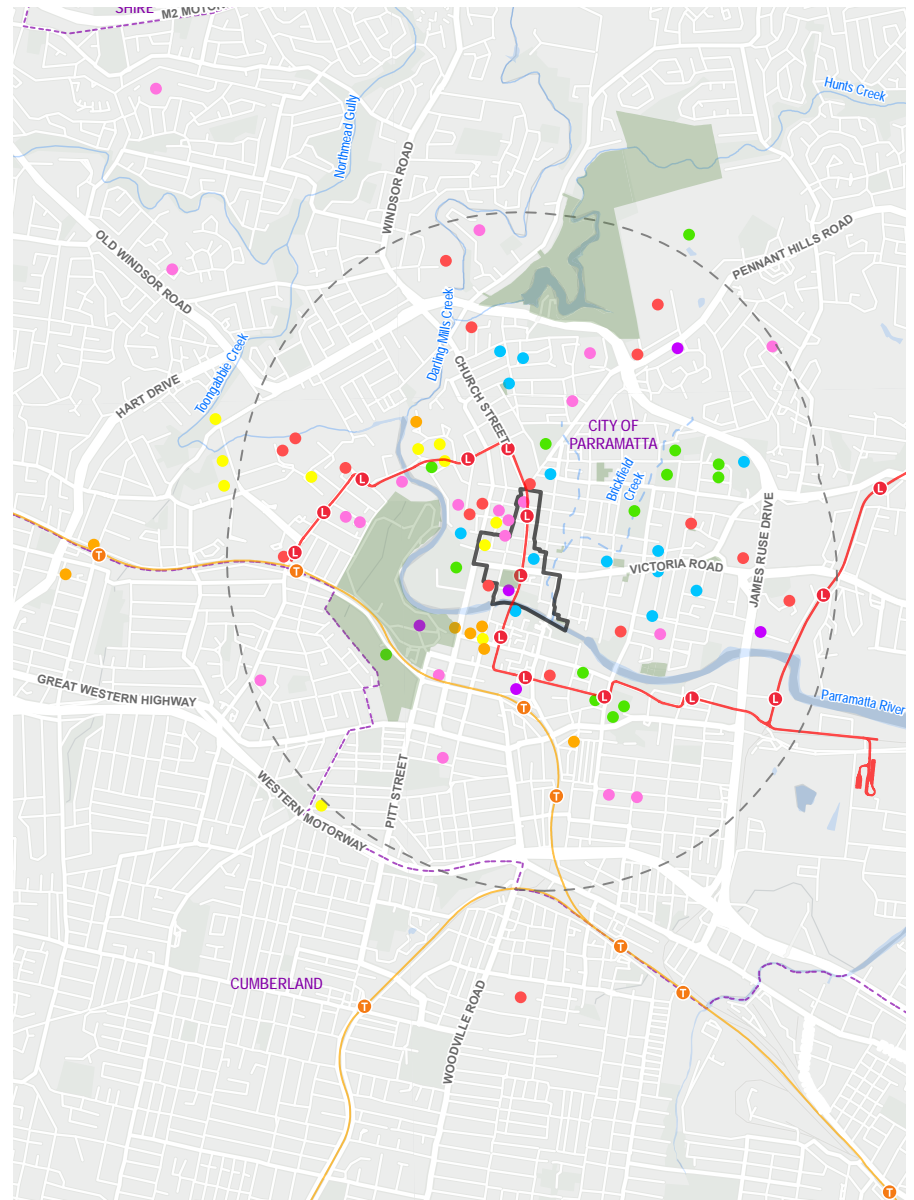 SHIRE
M2 MOTOR
Hunts Creek
Northmead Gully
WINDSOR ROAD
OLD WINDSOR ROAD
PENNANT HILLS ROAD
Toongabbie Creek
Darling Mills Creek
HART DRIVE
CHURCH STREET
CITY OF
PARRAMATTA
Brickfield
Creek
L
L
L
L
L
L
T
L
T
L
VICTORIA ROAD
JAMES RUSE DRIVE
L
L
L
L
L
L
L
T
Parramatta River
GREAT WESTERN HIGHWAY
PITT STREET
WESTERN MOTORWAY
T
CUMBERLAND
WOODVILLE ROAD
T
T
T
T